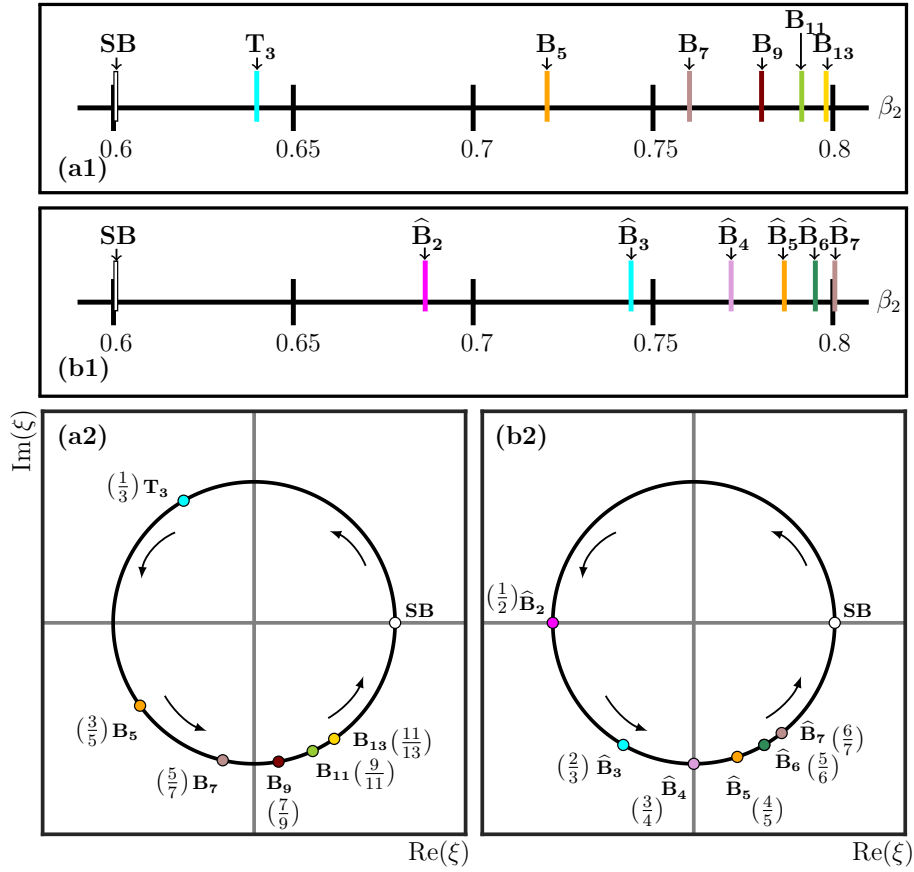 SB T₃ B₅ B₇ B₉ B₁₁ B₁₃
β₂
0.6 0.65 0.7 0.75 0.8
(a1)
SB B̂₂ B̂₃ B̂₄ B̂₅ B̂₆ B̂₇
β₂
0.6 0.65 0.7 0.75 0.8
(b1)
Im(ξ)
(a2)
(1/3) T₃
SB
(3/5) B₅
(5/7) B₇
B₉ (7/9)
B₁₁ (9/11)
B₁₃ (11/13)
Re(ξ)
(b2)
(1/2) B̂₂
SB
(2/3) B̂₃
(3/4) B̂₄
B̂₅ (4/5)
B̂₆ (5/6)
B̂₇ (6/7)
Re(ξ)